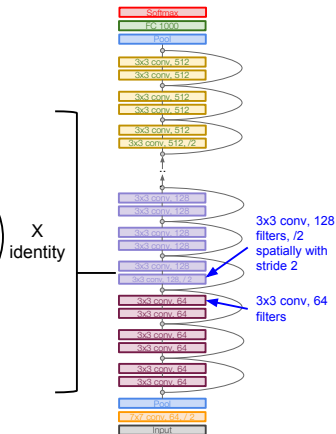 Softmax
FC 1000
Pool
3x3 conv, 512
3x3 conv, 512
3x3 conv, 512
3x3 conv, 512
3x3 conv, 512
3x3 conv, 512, /2
..
3x3 conv, 128
3x3 conv, 128
3x3 conv, 128
3x3 conv, 128
3x3 conv, 128
3x3 conv, 128, / 2
3x3 conv, 64
3x3 conv, 64
3x3 conv, 64
3x3 conv, 64
3x3 conv, 64
3x3 conv, 64
Pool
7x7 conv, 64, / 2
Input
X
identity
3x3 conv, 128
filters, /2
spatially with
stride 2
3x3 conv, 64
filters